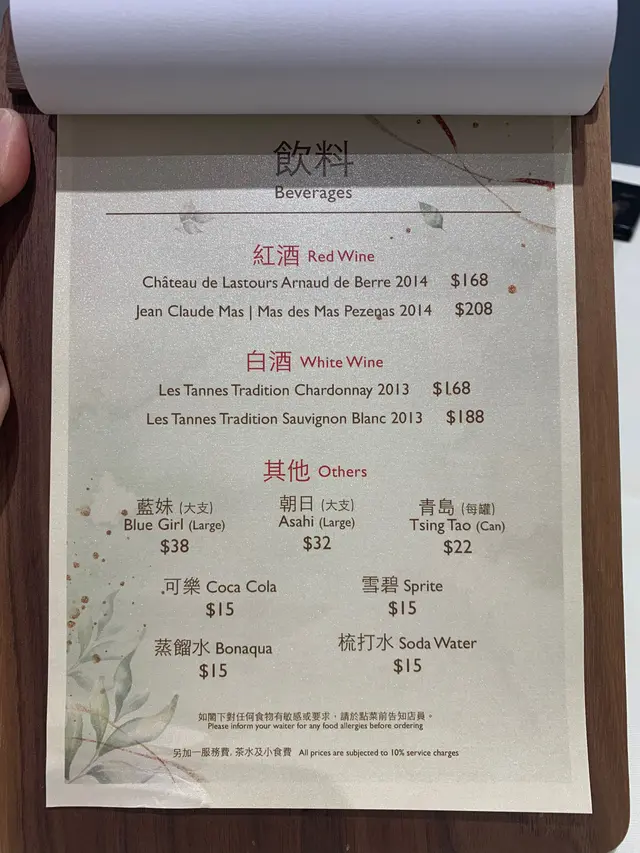 飲料
Beverages
紅酒 Red Wine
Château de Lastours Arnaud de Berre 2014 $168
Jean Claude Mas | Mas des Mas Pezenas 2014 $208
白酒 White Wine
Les Tannes Tradition Chardonnay 2013 $168
Les Tannes Tradition Sauvignon Blanc 2013 $188
其他 Others
藍妹 (大支) 朝日 (大支) 青島 (每罐)
Blue Girl (Large) Asahi (Large) Tsing Tao (Can)
$38 $32 $22
可樂 Coca Cola 雪碧 Sprite
$15 $15
蒸餾水 Bonaqua 梳打水 Soda Water
$15 $15
如閣下對任何食物有敏感或要求，請於點菜前告知店員。
Please inform your waiter for any food allergies before ordering
另加一服務費, 茶水及小食費 All prices are subjected to 10% service charges